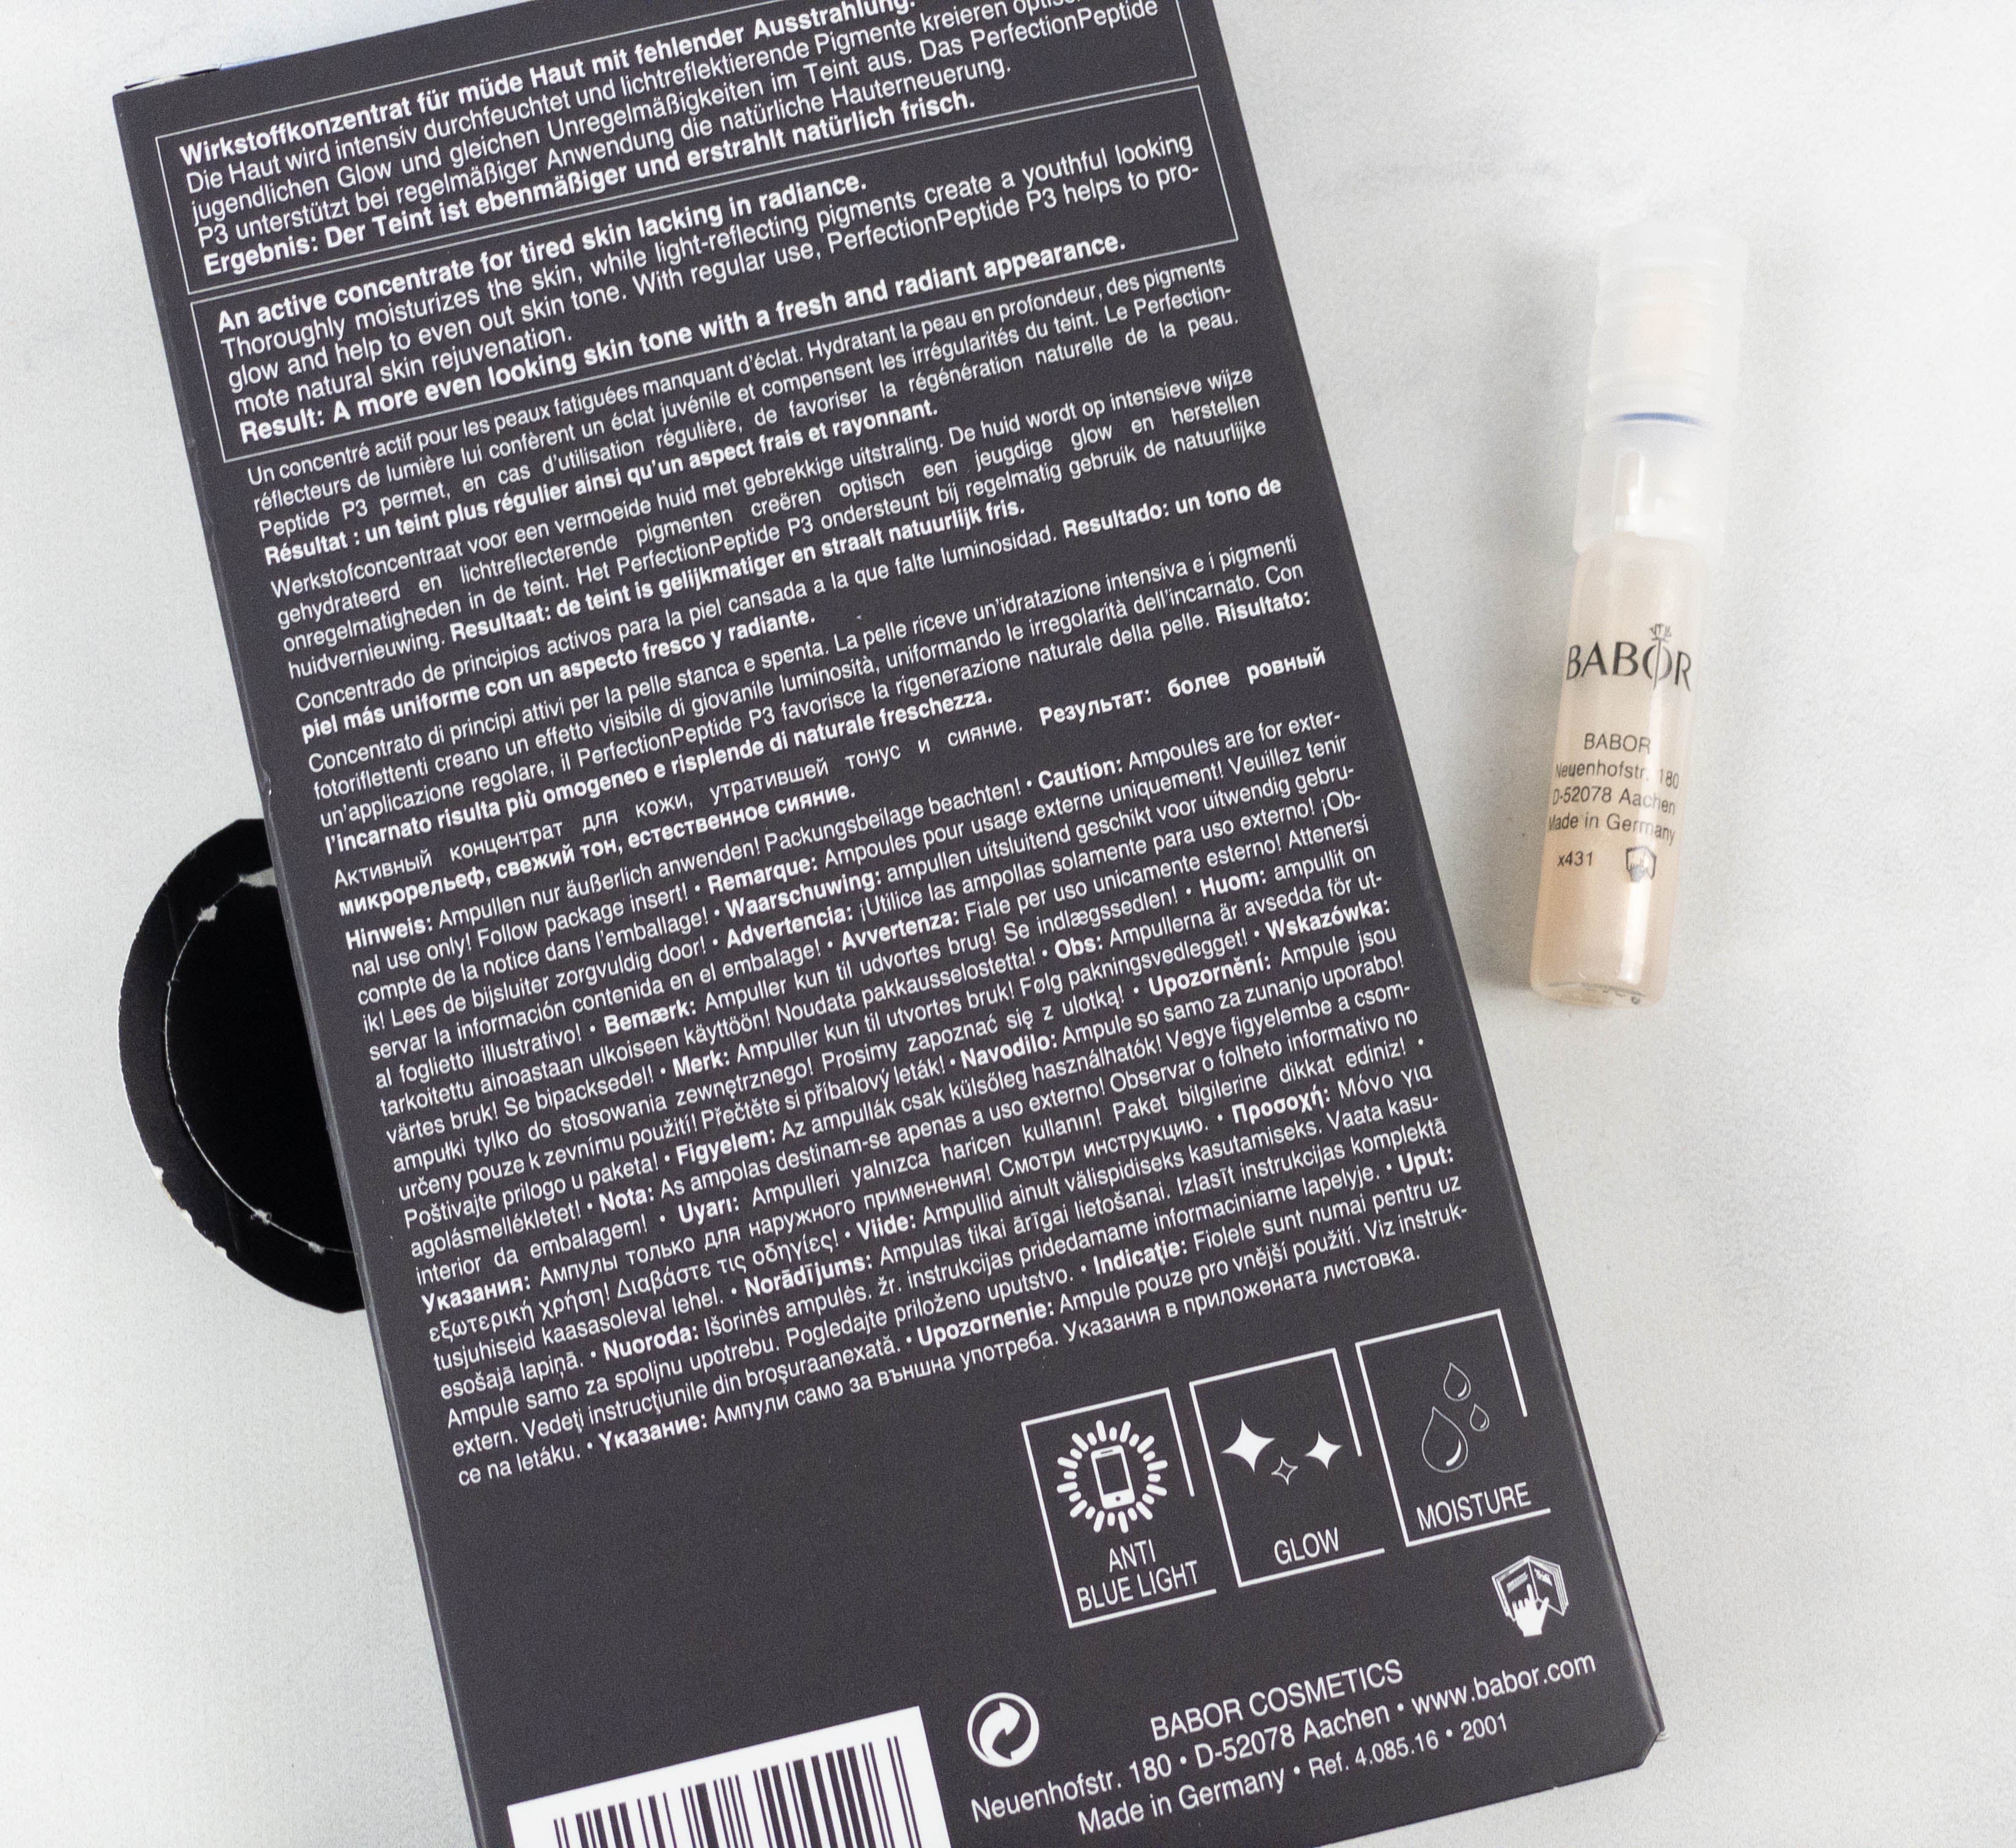 Wirkstoffkonzentrat für müde Haut mit fehlender Ausstrahlung.
Die Haut wird intensiv durchfeuchtet und lichtreflektierende Pigmente kreieren
jugendlichen Glow und gleichen Unregelmäßigkeiten im Teint aus. Das PerfectionPeptide
P3 unterstützt bei regelmäßiger Anwendung die natürliche Hauterneuerung.
Ergebnis: Der Teint ist ebenmäßiger und erstrahlt natürlich frisch.
An active concentrate for tired skin lacking in radiance.
Thoroughly moisturizes the skin, while light-reflecting pigments create a youthful looking
glow and help to even out skin tone. With regular use, PerfectionPeptide P3 helps to pro-
mote natural skin rejuvenation.
Result: A more even looking skin tone with a fresh and radiant appearance.
Un concentré actif pour les peaux fatiguées manquant d'éclat. Hydratant la peau en profondeur, des pigments
réflecteurs de lumière lui confèrent un éclat juvénile et compensent les irrégularités du teint. Le Perfection-
Peptide P3 permet, en cas d'utilisation régulière, de favoriser la régénération naturelle de la peau.
Résultat : un teint plus régulier ainsi qu'un aspect frais et rayonnant.
Werkstofconcentraat voor een vermoeide huid met gebrekkige uitstraling. De huid wordt op intensieve wijze
gehydrateerd en lichtreflecterende pigmenten creëren optisch een jeugdige glow en herstellen
onregelmatigheden in de teint. Het PerfectionPeptide P3 ondersteunt bij regelmatig gebruik de natuurlijke
huidvernieuwing. Resultaat: de teint is gelijkmatiger en straalt natuurlijk fris.
Concentrado de principios activos para la piel cansada a la que falte luminosidad. Resultado: un tono de
piel más uniforme con un aspecto fresco y radiante.
Concentrato di principi attivi per la pelle stanca e spenta. La pelle riceve un'idratazione intensiva e i pigmenti
fotoriflettenti creano un effetto visibile di giovanile luminosità, uniformando le irregolarità dell'incarnato. Con
un'applicazione regolare, il PerfectionPeptide P3 favorisce la rigenerazione naturale della pelle. Risultato:
l'incarnato risulta più omogeneo e risplende di naturale freschezza.
Активный концентрат для кожи, утратившей тонус и сияние. Результат: более ровный
микрорельеф, свежий тон, естественное сияние.
Hinweis: Ampullen nur äußerlich anwenden! Packungsbeilage beachten! • Caution: Ampoules are for exter-
nal use only! Follow package insert! • Remarque: Ampoules pour usage externe uniquement! Veuillez tenir
compte de la notice dans l'emballage! • Waarschuwing: ampullen uitsluitend geschikt voor uitwendig gebru-
ik! Lees de bijsluiter zorgvuldig door! • Advertencia: ¡Utilice las ampollas solamente para uso externo! ¡Ob-
servar la información contenida en el embalage! • Avvertenza: Fiale per uso unicamente esterno! Attenersi
al foglietto illustrativo! • Bemærk: Ampuller kun til udvortes brug! Se indlægssedlen! • Huom: ampullit on
tarkoitettu ainoastaan ulkoiseen käyttöön! Noudata pakkausselostetta! • Obs: Ampullerna är avsedda för ut-
värtes bruk! Se bipacksedel! • Merk: Ampuller kun til utvortes bruk! Følg pakningsvedlegget! • Wskazówka:
ampułki tylko do stosowania zewnętrznego! Prosimy zapoznać się z ulotką! • Upozornění: Ampule jsou
určeny pouze k zevnímu použití! Přečtěte si příbalový leták! • Navodilo: Ampule so samo za zunanjo uporabo!
Poštivajte prilogo u paketa! • Figyelem: Az ampullák csak külsőleg használhatók! Vegye figyelembe a csom-
agolásmellékletet! • Nota: As ampolas destinam-se apenas a uso externo! Observar o folheto informativo no
interior da embalagem! • Uyarı: Ampulleri yalnızca haricen kullanin! Paket bilgilerine dikkat ediniz! •
Указания: Ампулы только для наружного применения! Смотри инструкцию. • Προσοχή: Μόνο για
εξωτερική χρήση! Διαβάστε τις οδηγίες! • Viide: Ampullid ainult välispidiseks kasutamiseks. Vaata kasu-
tusjuhiseid kaasasoleval lehel. • Norādījums: Ampulas tikai ārīgai lietošanai. Izlasīt instrukcijas komplektā
esošajā lapiņā. • Nuoroda: Išorinės ampulės. žr. instrukcijas pridedamame informaciniame lapelyje. • Uput:
Ampule samo za spoljnu upotrebu. Pogledajte priloženo uputstvo. • Indicaţie: Fiolele sunt numai pentru uz
extern. Vedeţi instrucţiunile din broşuraanexată. • Upozornenie: Ampule pouze pro vnější použití. Viz instruk-
ce na letáku. • Указание: Ампули само за външна употреба. Указания в приложената листовка.
ANTI
BLUE LIGHT
GLOW
MOISTURE
BABOR COSMETICS
Neuenhofstr. 180 • D-52078 Aachen • www.babor.com
Made in Germany • Ref. 4.085.16 • 2001
BABOR
BABOR
Neuenhofstr. 180
D-52078 Aachen
Made in Germany
x431